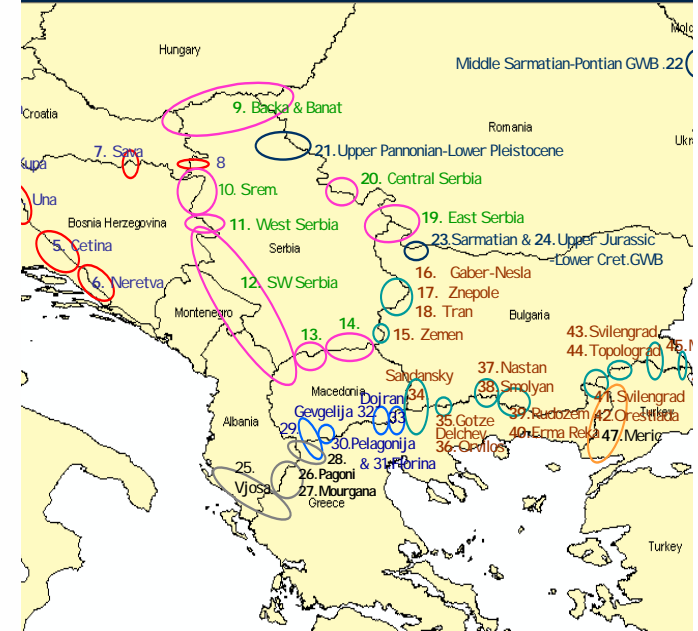 Mold
Hungary
Middle Sarmatian-Pontian GWB .22
9. Backa & Banat
Croatia
Romania
Ukra
7. Sava
8
21.Upper Pannonian-Lower Pleistocene
Kupa
20. Central Serbia
10. Srem.
Una
19. East Serbia
Bosnia Herzegovina
11. West Serbia
5. Cetina
Serbia
23.Sarmatian & 24.Upper Jurassic
-Lower Cret.GWB
16. Gaber-Nesla
6. Neretva
12. SW Serbia
17. Znepole
Montenegro
18. Tran
Bulgaria
14.
13.
15. Zemen
43.Svilengrad,
44.Topolograd
45.M
37.Nastan
Sandansky
38.Smolyan
Macedonia
34
Dojran
41.Svilengrad
Gevgelija 32
33
39.Rudozem
42.Orestiada
Turkey
Albania
29.
35.Gotze
Delchev
40.Erma Reka
47.Meric
30.Pelagonija
36.Orvilos
& 31.Florina
28.
25.
Vjosa
26.Pagoni
27.Mourgana
Greece
Turkey